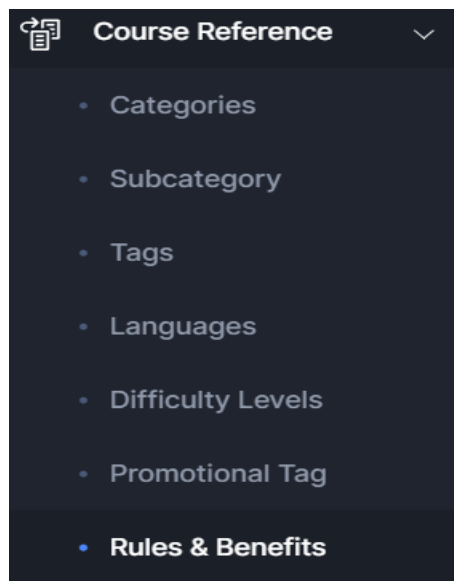 Course Reference
Categories
Subcategory
Tags
Languages
Difficulty Levels
Promotional Tag
Rules & Benefits